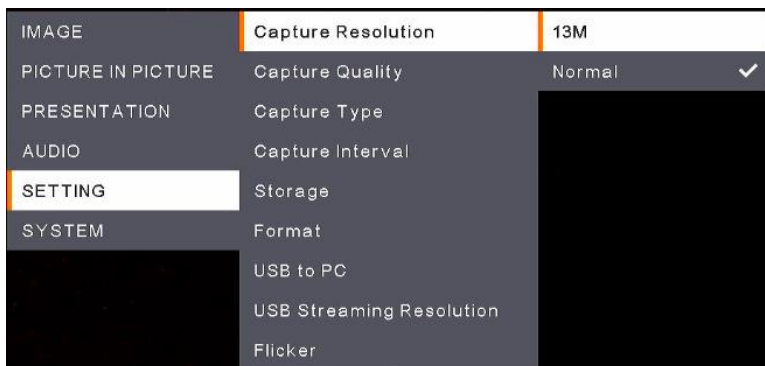 IMAGE
PICTURE IN PICTURE
PRESENTATION
AUDIO
SETTING
SYSTEM
Capture Resolution
Capture Quality
Capture Type
Capture Interval
Storage
Format
USB to PC
USB Streaming Resolution
Flicker
13M
Normal